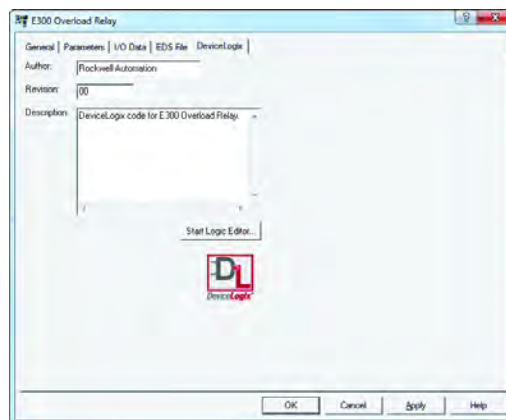 E300 Overload Relay
General | Parameters | I/O Data | EDS File | DeviceLogix |
Author: Rockwell Automation
Revision: 00
Description: DeviceLogix code for E300 Overload Relay.
Start Logic Editor...
DL
DeviceLogix
OK Cancel Apply Help